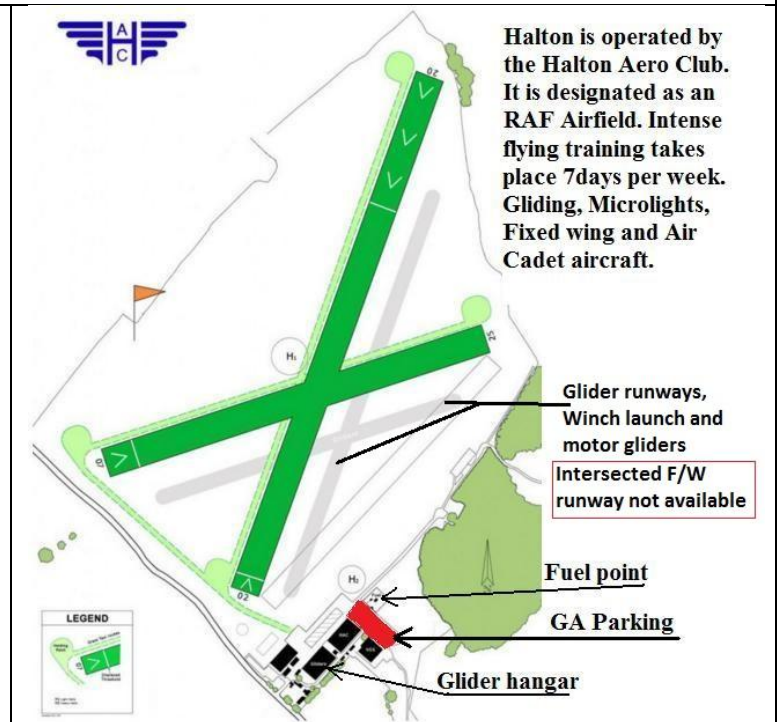 A
H
C
Halton is operated by
the Halton Aero Club.
It is designated as an
RAF Airfield. Intense
flying training takes
place 7days per week.
Gliding, Microlights,
Fixed wing and Air
Cadet aircraft.
20
25
H1
Glider runways,
Winch launch and
motor gliders
Intersected F/W
runway not available
07
02
H2
Fuel point
GA Parking
Glider hangar
LEGEND
07